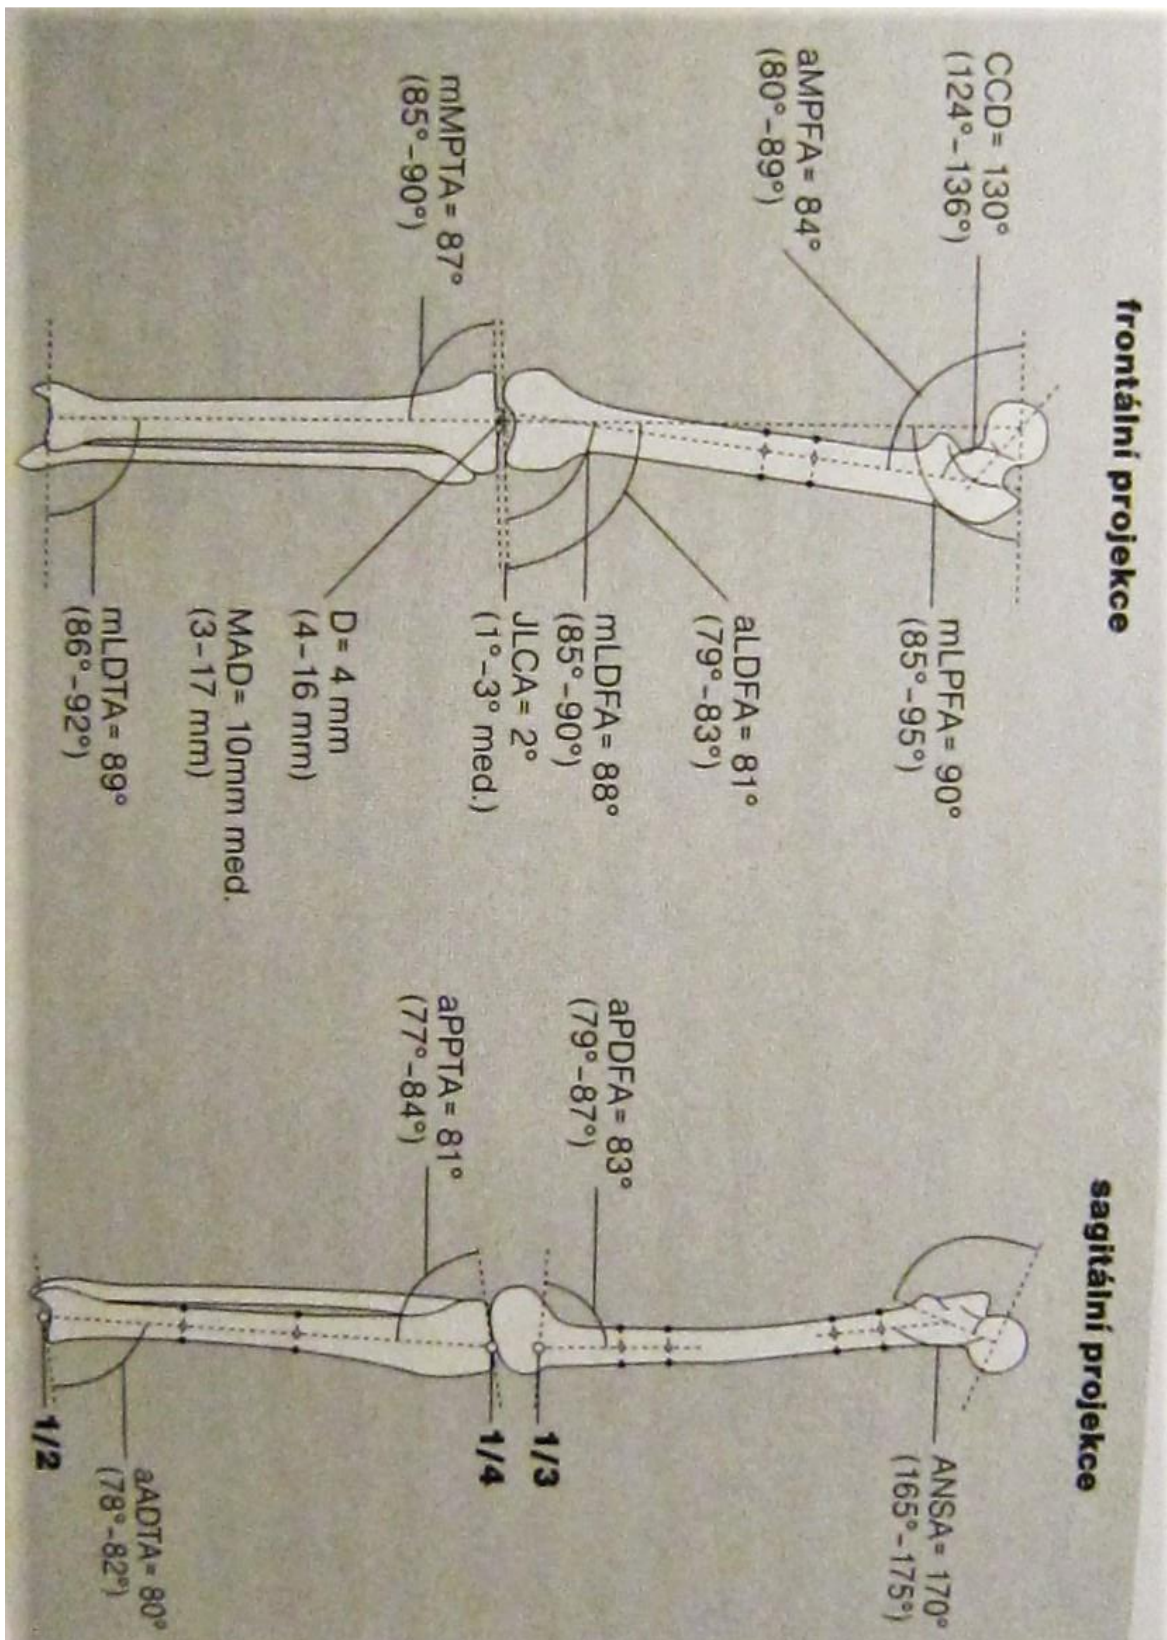 frontální projekce
CCD= 130°
(124°-136°)
aMPFA= 84°
(80°-89°)
mMPTA= 87°
(85°-90°)
mLPFA= 90°
(85°-95°)
aLDFA= 81°
(79°-83°)
mLDFA= 88°
(85°-90°)
JLCA= 2°
(1°-3° med.)
D= 4 mm
(4-16 mm)
MAD= 10mm med.
(3-17 mm)
mLDTA= 89°
(86°-92°)
sagitální projekce
aPDFA= 83°
(79°-87°)
aPPTA= 81°
(77°-84°)
ANSA= 170°
(165°-175°)
1/3
1/4
1/2
aADTA= 80°
(78°-82°)